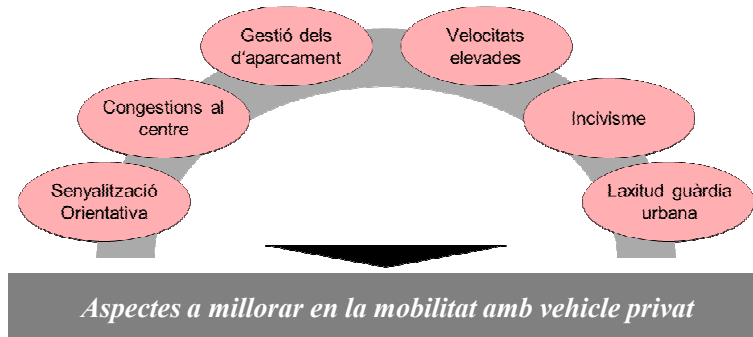 Gestió dels
d'aparcament
Velocitats
elevades
Congestions al
centre
Incivisme
Senyalització
Orientativa
Laxitud guàrdia
urbana
Aspectes a millorar en la mobilitat amb vehicle privat